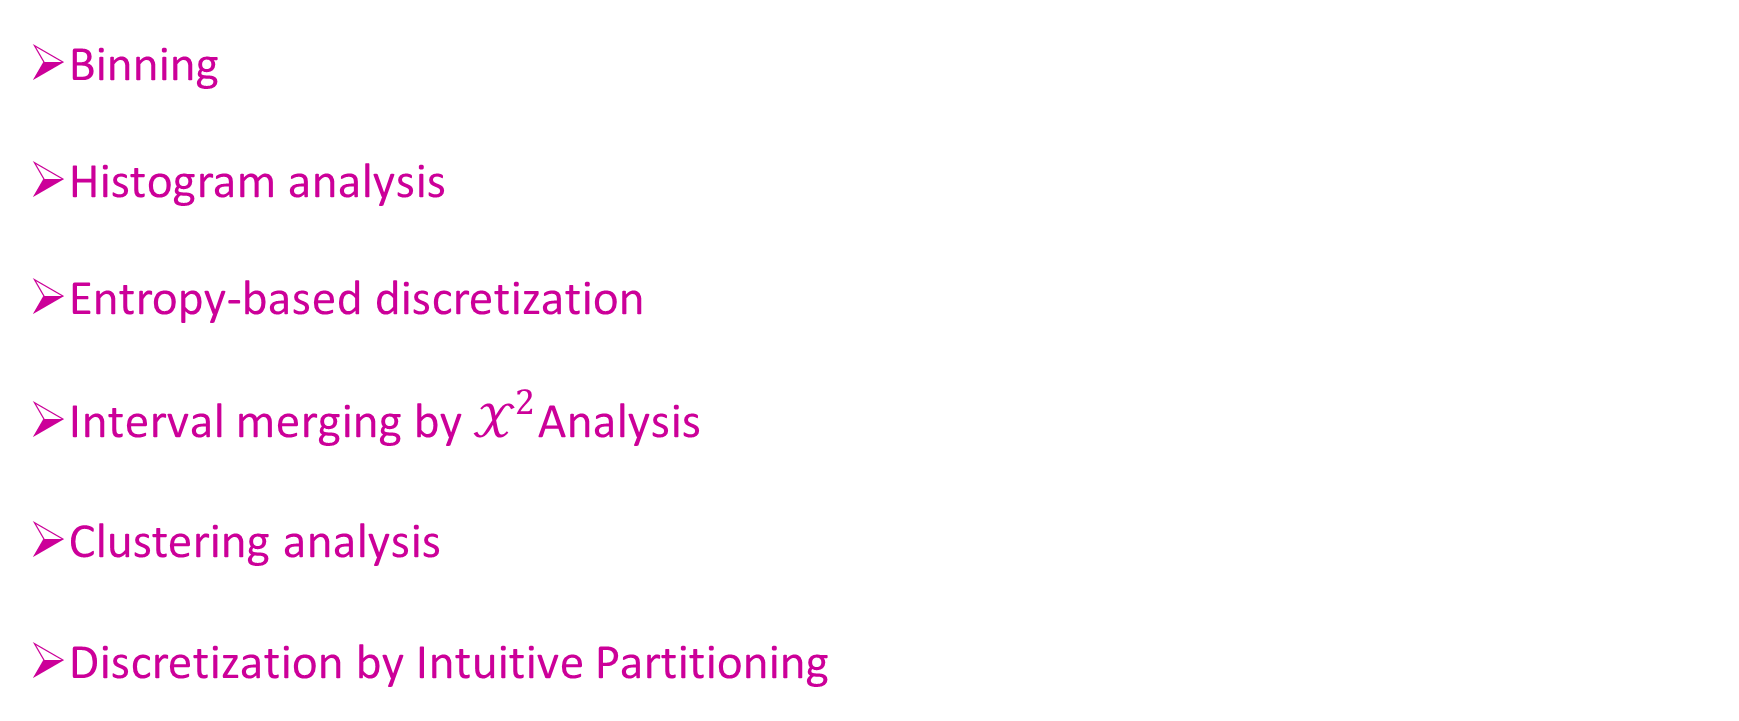 ➢Binning
➢Histogram analysis
➢Entropy-based discretization
➢Interval merging by 𝒳² Analysis
➢Clustering analysis
➢Discretization by Intuitive Partitioning